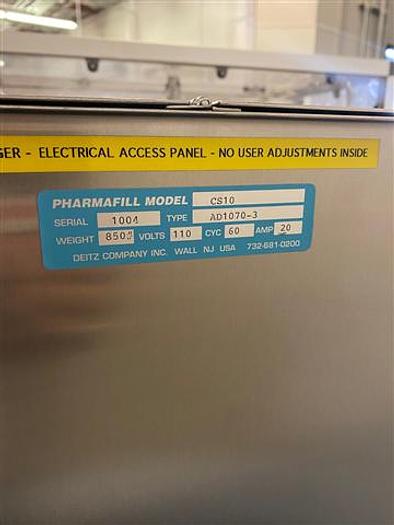 GER - ELECTRICAL ACCESS PANEL - NO USER ADJUSTMENTS INSIDE
PHARMAFILL MODEL CS10
SERIAL 1004 TYPE AD1070-3
WEIGHT 850# VOLTS 110 CYC 60 AMP 20
DEITZ COMPANY INC. WALL NJ USA 732-681-0200